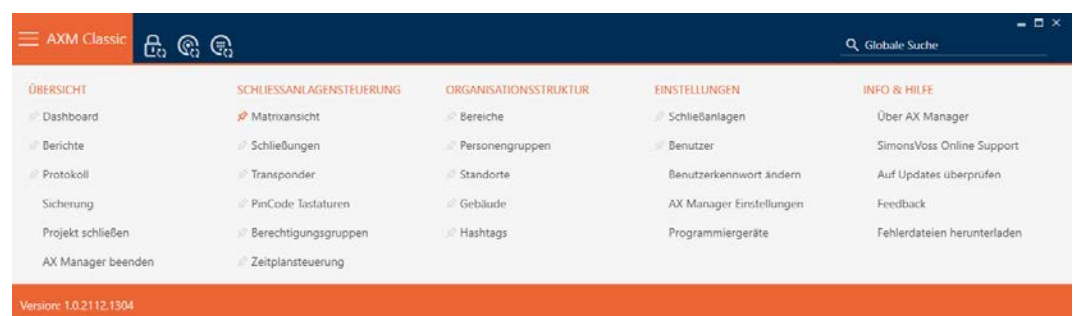 AXM Classic
Globale Suche
ÜBERSICHT
Dashboard
Berichte
Protokoll
Sicherung
Projekt schließen
AX Manager beenden
SCHLIESSANLAGENSTEUERUNG
Matrixansicht
Schließungen
Transponder
PinCode Tastaturen
Berechtigungsgruppen
Zeitplansteuerung
ORGANISATIONSSTRUKTUR
Bereiche
Personengruppen
Standorte
Gebäude
Hashtags
EINSTELLUNGEN
Schließanlagen
Benutzer
Benutzerkennwort ändern
AX Manager Einstellungen
Programmiergeräte
INFO & HILFE
Über AX Manager
SimonsVoss Online Support
Auf Updates überprüfen
Feedback
Fehlerdateien herunterladen
Version: 1.0.2112.1304